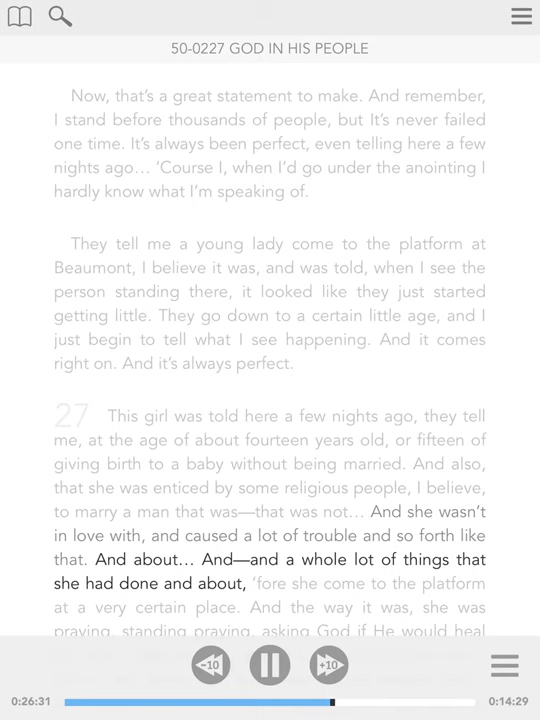 50-0227 GOD IN HIS PEOPLE
Now, that's a great statement to make. And remember,
I stand before thousands of people, but It's never failed
one time. It's always been perfect, even telling here a few
nights ago… 'Course I, when I'd go under the anointing I
hardly know what I'm speaking of.
They tell me a young lady come to the platform at
Beaumont, I believe it was, and was told, when I see the
person standing there, it looked like they just started
getting little. They go down to a certain little age, and I
just begin to tell what I see happening. And it comes
right on. And it's always perfect.
27 This girl was told here a few nights ago, they tell
me, at the age of about fourteen years old, or fifteen of
giving birth to a baby without being married. And also,
that she was enticed by some religious people, I believe,
to marry a man that was—that was not… And she wasn't
in love with, and caused a lot of trouble and so forth like
that. And about… And—and a whole lot of things that
she had done and about, 'fore she come to the platform
at a very certain place. And the way it was, she was
praying, standing praying, asking God if He would heal
-10
+10
0:26:31
0:14:29